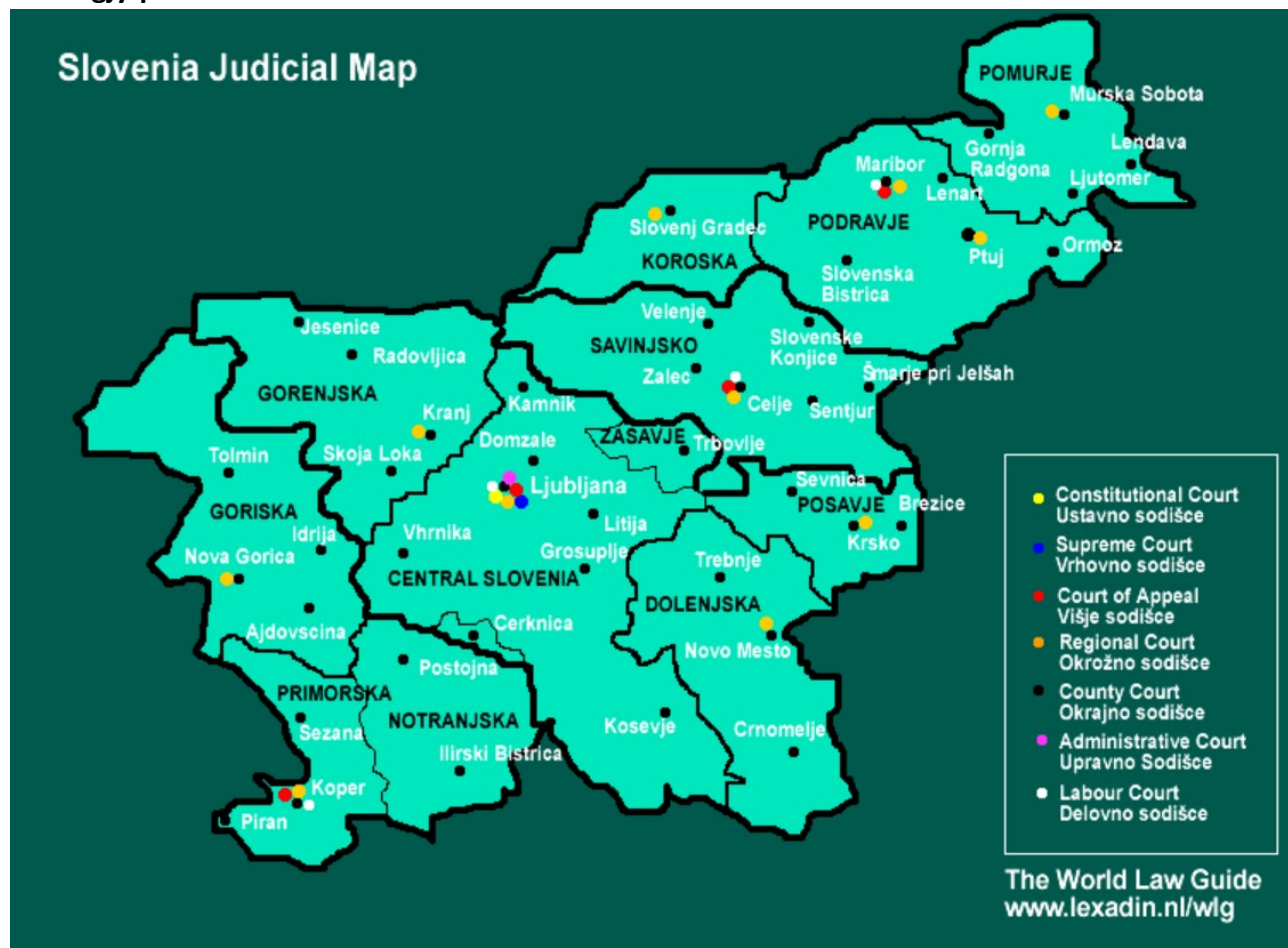 Slovenia Judicial Map
POMURJE
Murska Sobota
Gornja
Radgona
Lendava
Ljutomer
Maribor
Lenart
PODRAVJE
Ptuj
Ormoz
Slovenska
Bistrica
Slovenj Gradec
KOROSKA
Velenje
SAVINJSKO
Slovenske
Konjice
Zalec
Šmarje pri Jelšah
Celje
Sentjur
Jesenice
Radovljica
GORENJSKA
Kranj
Skoja Loka
Kamnik
Domzale
ZASAVJE
Trbovlje
Ljubljana
Tolmin
GORISKA
Idrija
Nova Gorica
Ajdovscina
Vhrnika
Litija
Grosuplje
CENTRAL SLOVENIA
Sevnica
POSAVJE
Brezice
Krsko
Trebnje
DOLENJSKA
Novo Mesto
Cerknica
Postojna
PRIMORSKA
Sezana
NOTRANJSKA
Kosevje
Crnomelje
Ilirski Bistrica
Koper
Piran
Constitutional Court
Ustavno sodišce
Supreme Court
Vrhovno sodišce
Court of Appeal
Višje sodišce
Regional Court
Okrožno sodišce
County Court
Okrajno sodišce
Administrative Court
Upravno Sodišce
Labour Court
Delovno sodišce
The World Law Guide
www.lexadin.nl/wlg